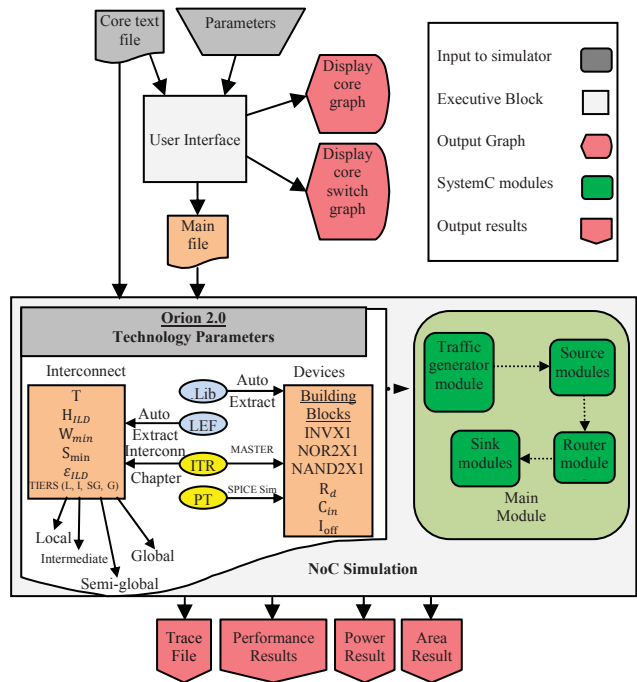 Core text
file
Parameters
User Interface
Display
core
graph
Display
core
switch
graph
Main
file
Input to simulator
Executive Block
Output Graph
SystemC modules
Output results
Orion 2.0
Technology Parameters
Interconnect
T
H_ILD
W_min
S_min
ε_ILD
TIERS (L, I, SG, G)
Local
Intermediate
Semi-global
Global
Auto
Extract
Interconn
Chapter
.Lib
LEF
ITR
PT
Auto
Extract
MASTER
SPICE Sim
Devices
Building
Blocks
INVX1
NOR2X1
NAND2X1
R_d
C_in
I_off
Traffic
generator
module
Source
modules
Router
module
Sink
modules
Main
Module
NoC Simulation
Trace
File
Performance
Results
Power
Result
Area
Result